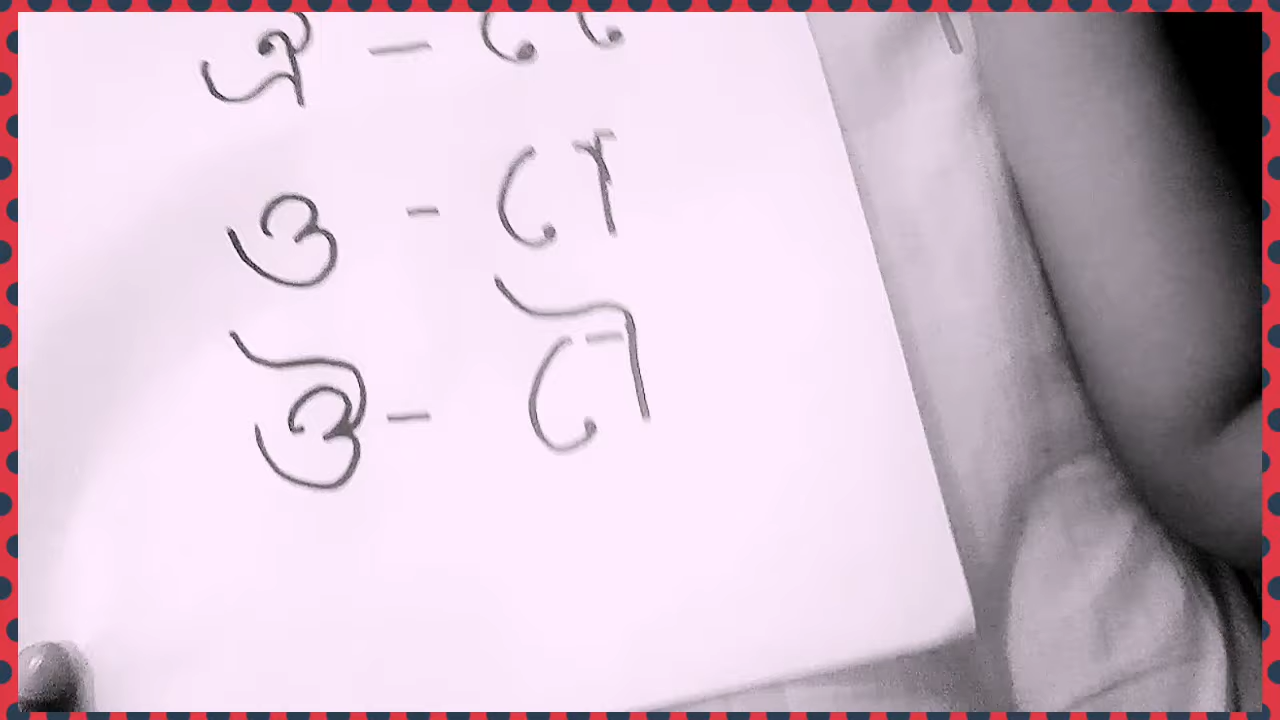 ঐ - ৈ
ও - ো
ঔ - ৌ